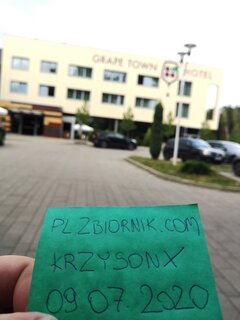 GRAPE TOWN HOTEL
PLZBIORNIK.COM
KRZYSONX
09 07 2020